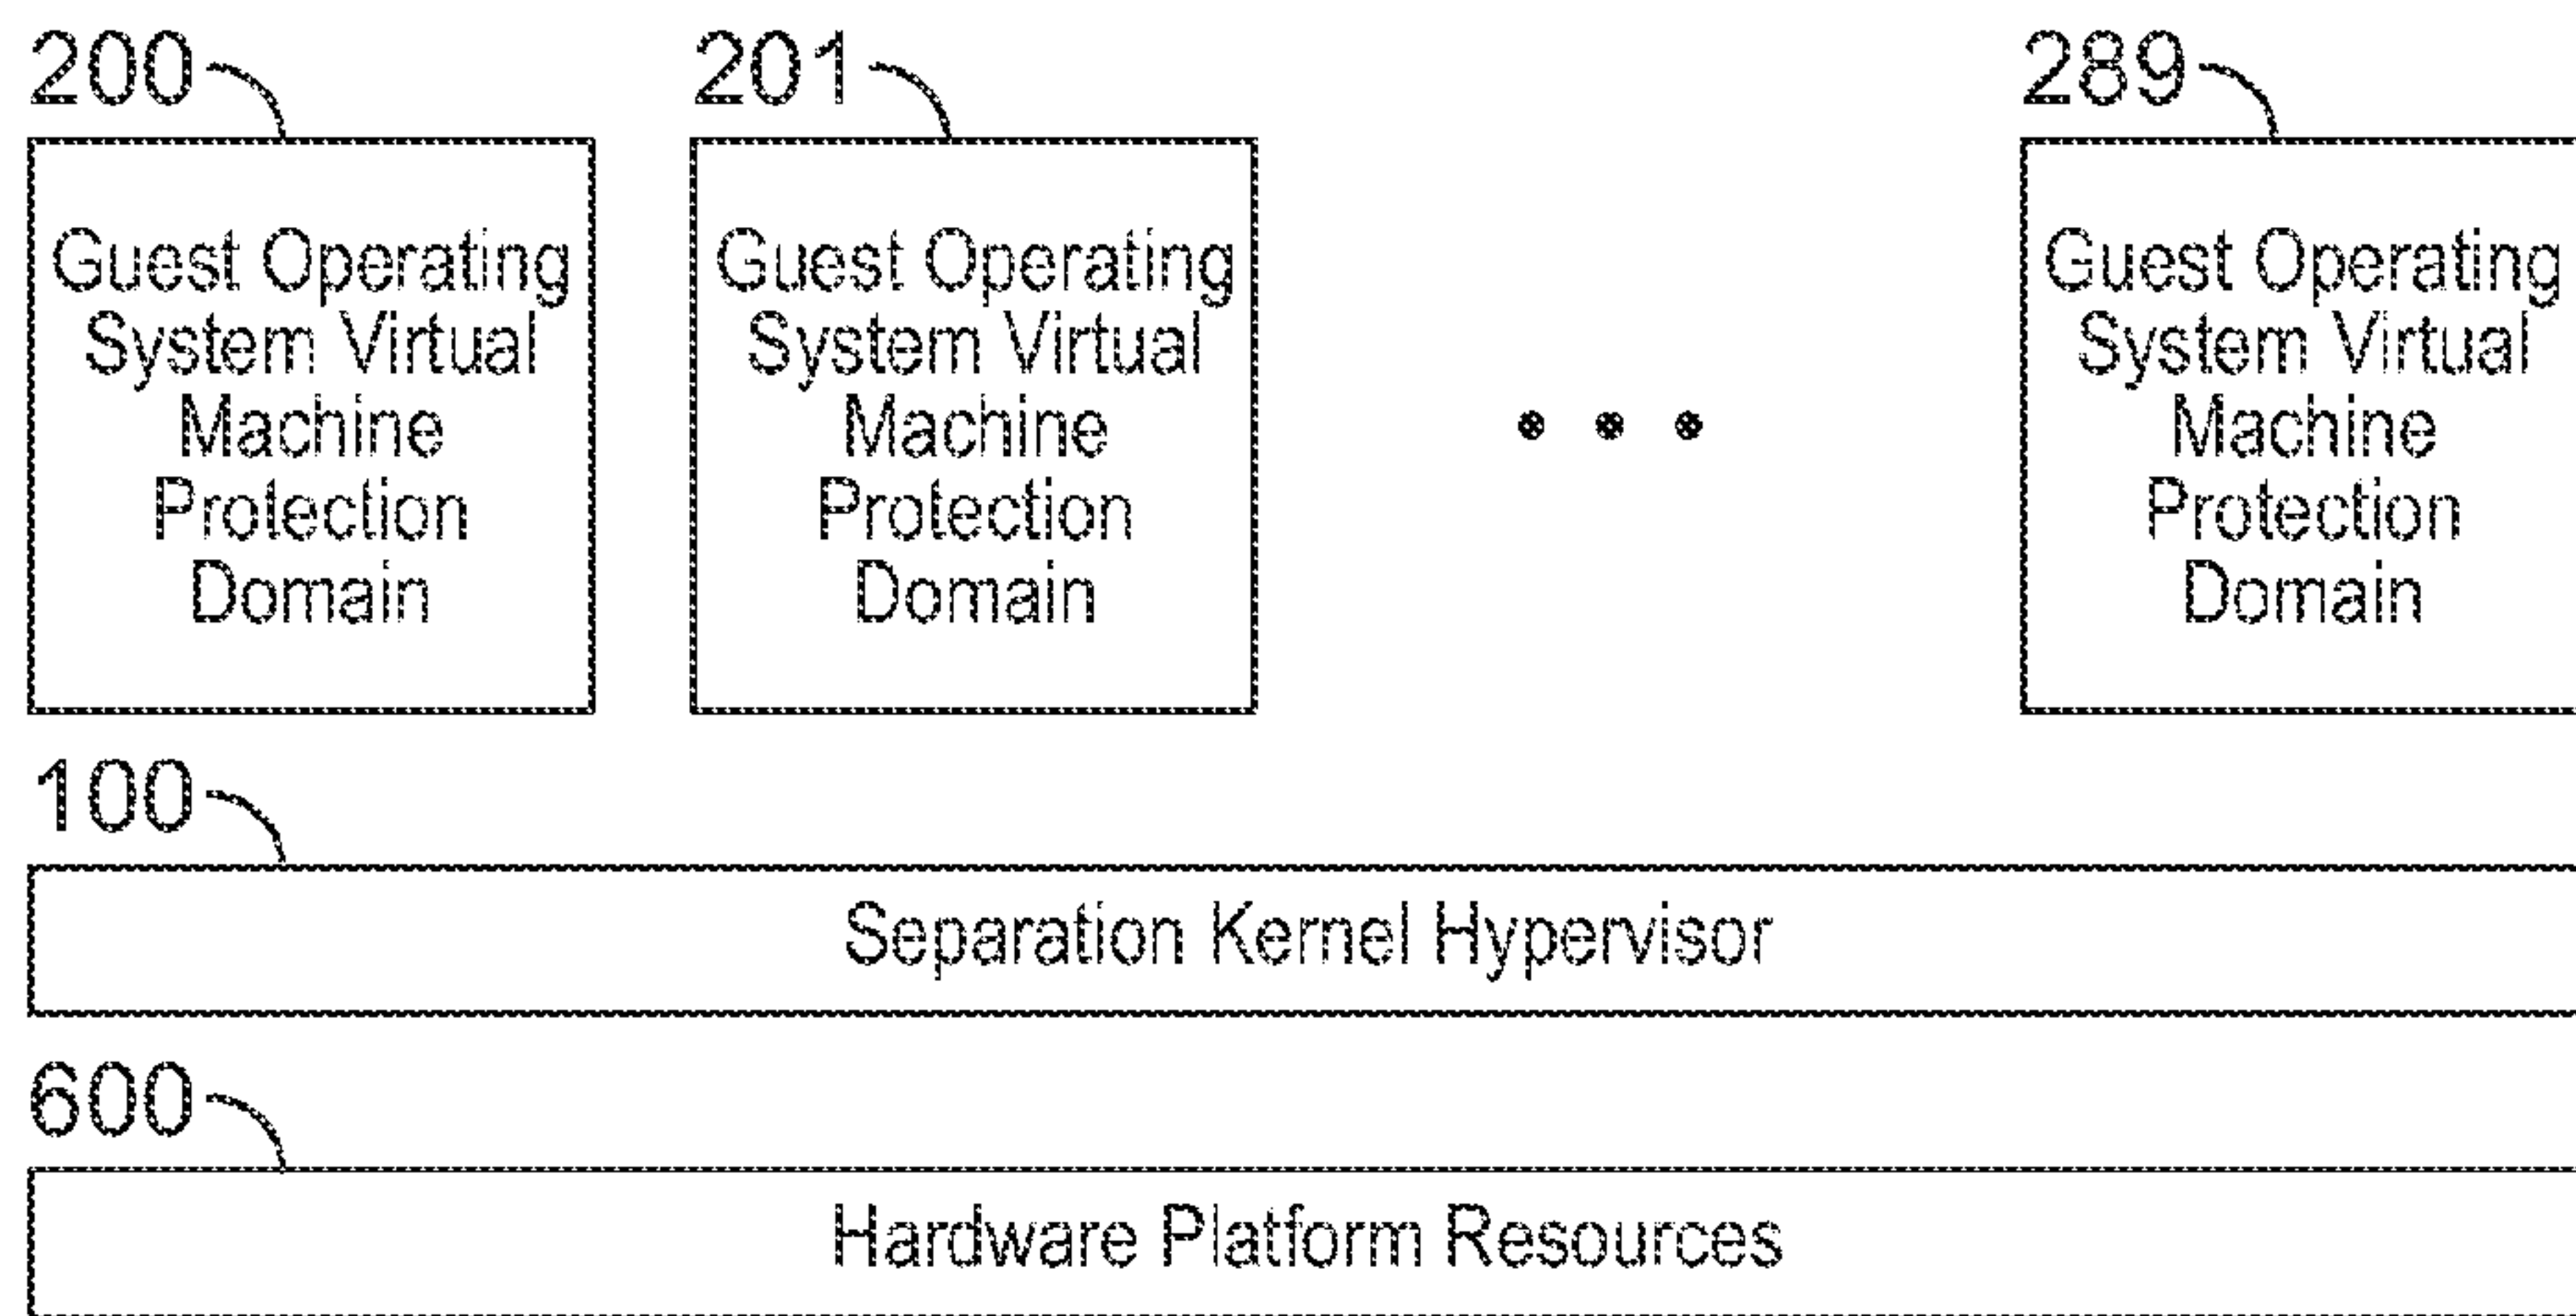 200
201
289
Guest Operating
System Virtual
Machine
Protection
Domain
Guest Operating
System Virtual
Machine
Protection
Domain
Guest Operating
System Virtual
Machine
Protection
Domain
100
Separation Kernel Hypervisor
600
Hardware Platform Resources